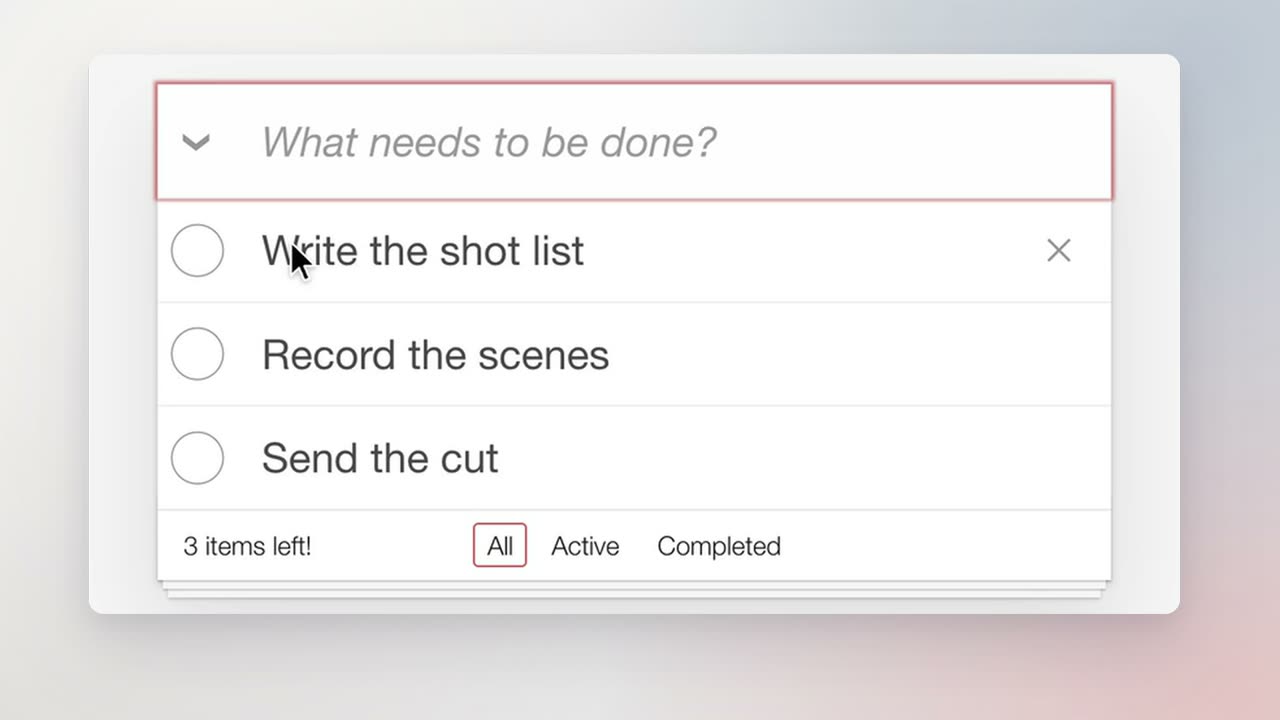 What needs to be done?
Write the shot list
Record the scenes
Send the cut
3 items left! All Active Completed